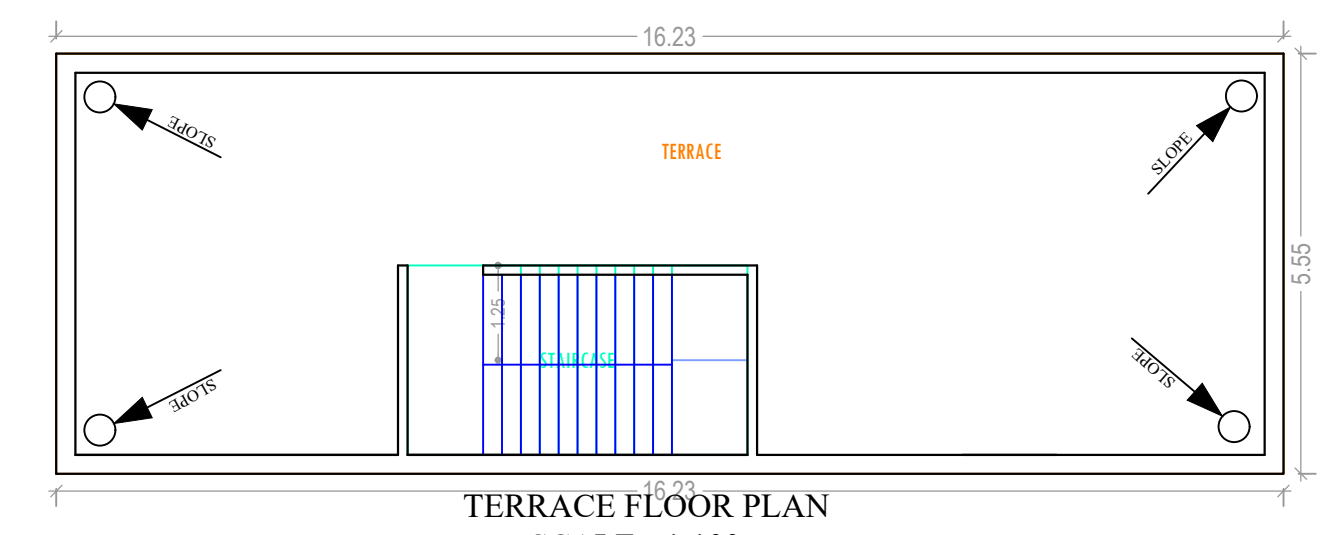 16.23
SLOPE
SLOPE
TERRACE
5.55
1.25
STAIRCASE
SLOPE
SLOPE
16.23
TERRACE FLOOR PLAN